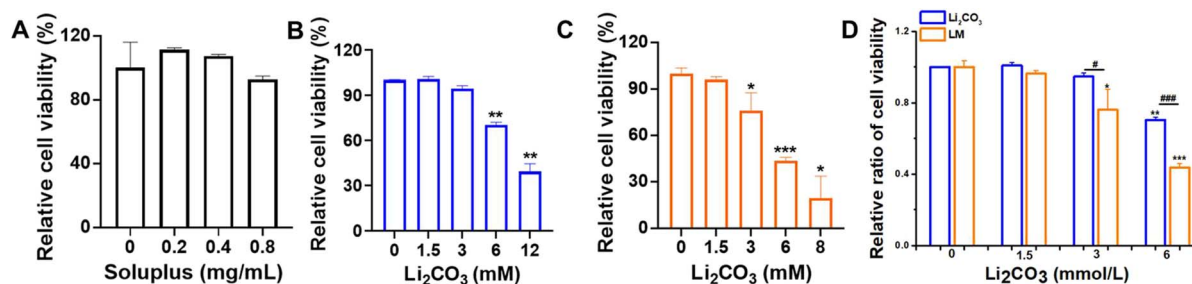 A
Relative cell viability (%)
120
80
40
0
0 0.2 0.4 0.8
Soluplus (mg/mL)
B
Relative cell viability (%)
120
90
60
30
0
**
**
0 1.5 3 6 12
Li₂CO₃ (mM)
C
Relative cell viability (%)
120
90
60
30
0
*
***
*
0 1.5 3 6 8
Li₂CO₃ (mM)
D
Relative ratio of cell viability
Li₂CO₃
LM
1.2
0.8
0.4
0.0
#
*
###
**
***
0 1.5 3 6
Li₂CO₃ (mmol/L)